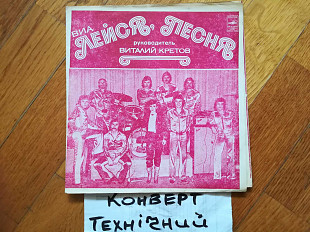 ВИА
ЛЕЙСЯ, ПЕСНЯ
руководитель
ВИТАЛИЙ КРЕТОВ
КОНВЕРТ
ТЕХНІЧНИЙ